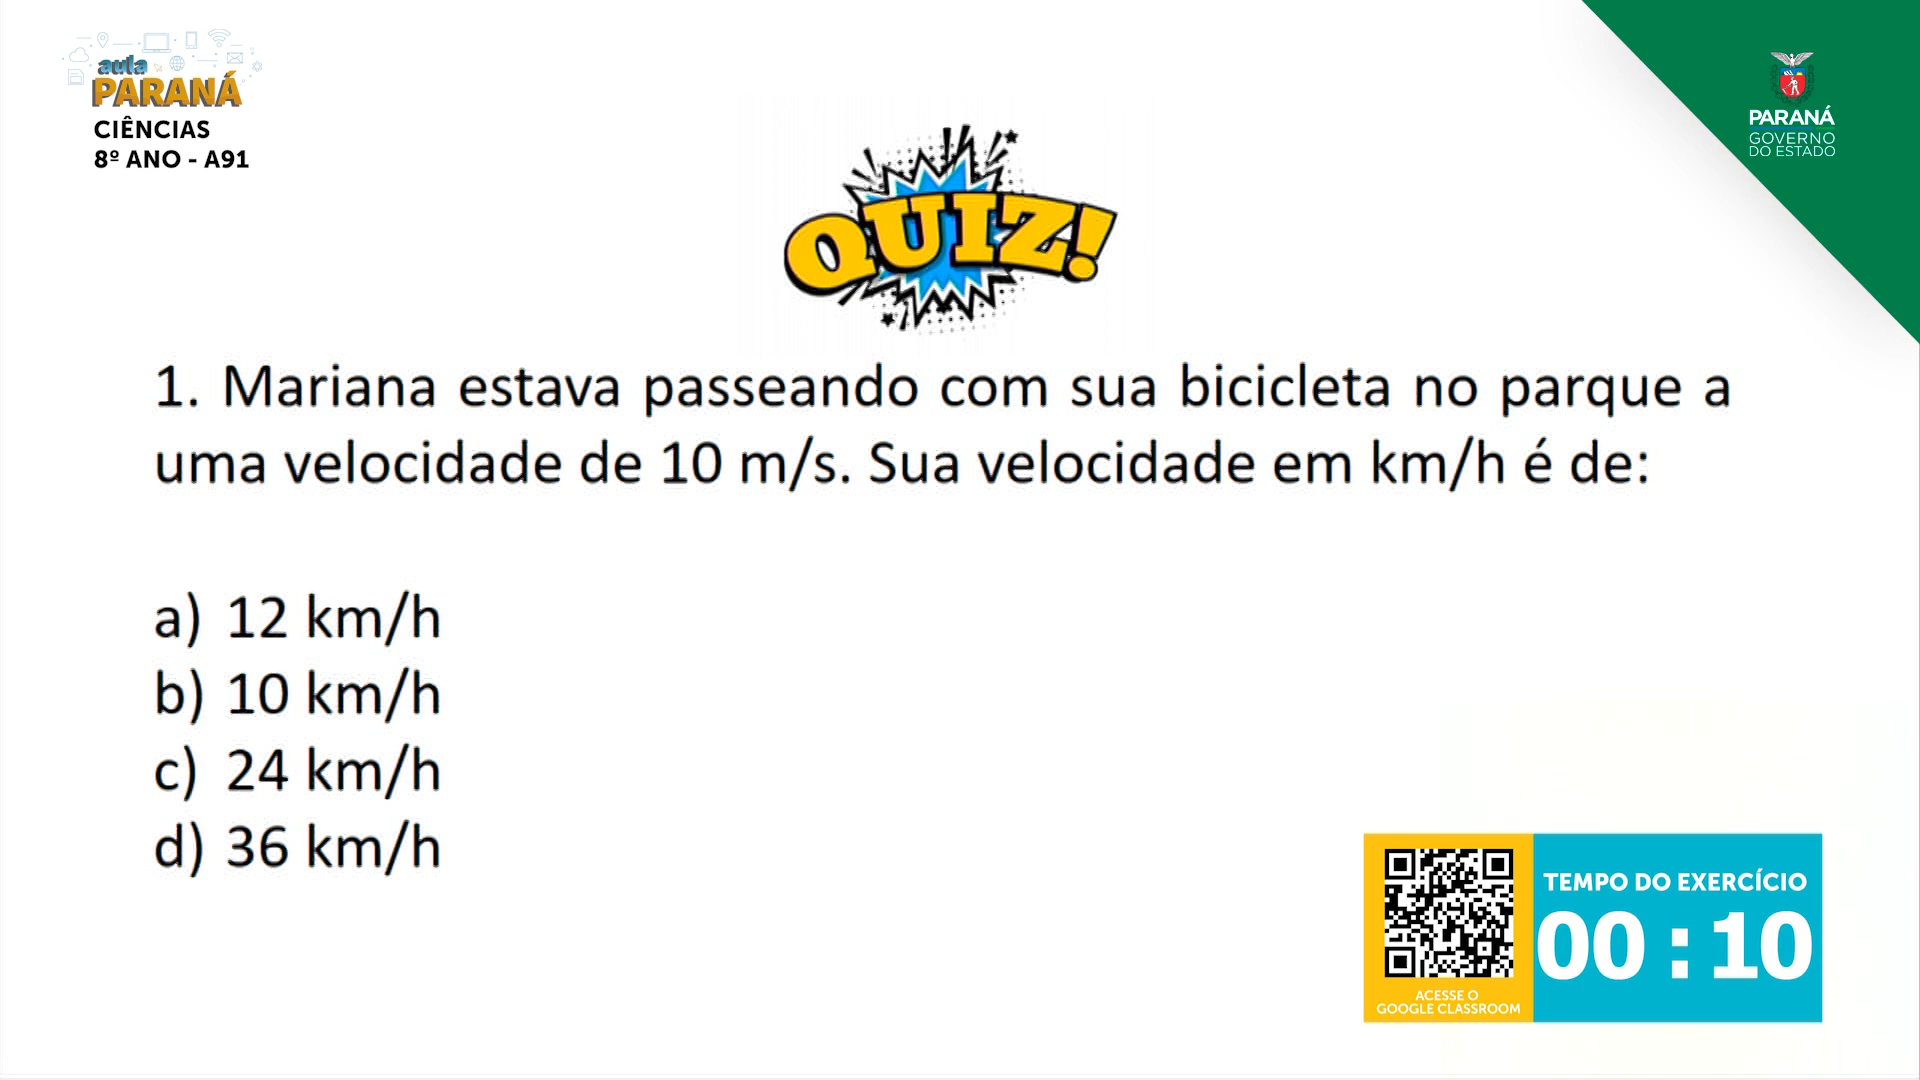 aula
PARANÁ
CIÊNCIAS
8º ANO - A91
PARANÁ
GOVERNO
DO ESTADO
QUIZ!
1. Mariana estava passeando com sua bicicleta no parque a
uma velocidade de 10 m/s. Sua velocidade em km/h é de:
a) 12 km/h
b) 10 km/h
c) 24 km/h
d) 36 km/h
TEMPO DO EXERCÍCIO
00 : 10
ACESSE O
GOOGLE CLASSROOM